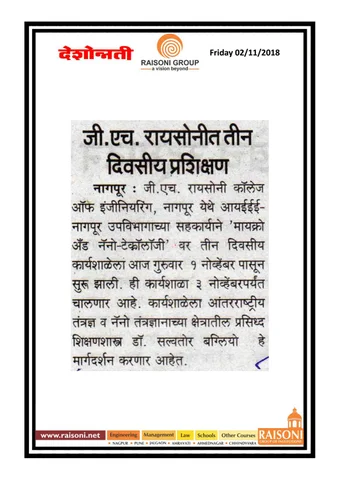 देशोन्नती
RAISONI GROUP
a vision beyond
Friday 02/11/2018
जी.एच. रायसोनीत तीन
दिवसीय प्रशिक्षण
नागपूर : जी.एच. रायसोनी कॉलेज
ऑफ इंजीनियरिंग, नागपूर येथे आयईईई-
नागपूर उपविभागाच्या सहकार्याने 'मायक्रो
अँड नॅनो-टेक्रॉलॉजी' वर तीन दिवसीय
कार्यशाळेला आज गुरुवार १ नोव्हेंबर पासून
सुरू झाली. ही कार्यशाळा ३ नोव्हेंबरपर्यंत
चालणार आहे. कार्यशाळेला आंतरराष्ट्रीय
तंत्रज्ञ व नॅनो तंत्रज्ञानाच्या क्षेत्रातील प्रसिध्द
शिक्षणशास्त्र डॉ. सल्वतोर बग्लियो हे
मार्गदर्शन करणार आहेत.
www.raisoni.net Engineering Management Law Schools Other Courses RAISONI
NAGPUR PUNE JALGAON AMRAVATI AHMEDNAGAR CHHINDWARA